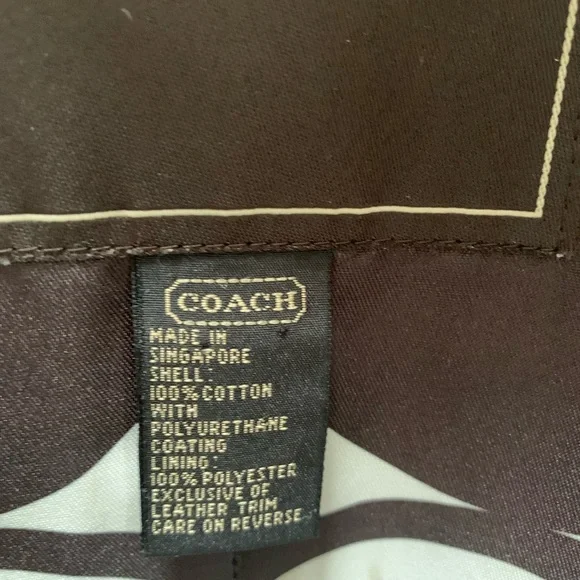 COACH
MADE IN
SINGAPORE
SHELL:
100% COTTON
WITH
POLYURETHANE
COATING
LINING:
100% POLYESTER
EXCLUSIVE OF
LEATHER TRIM
CARE ON REVERSE